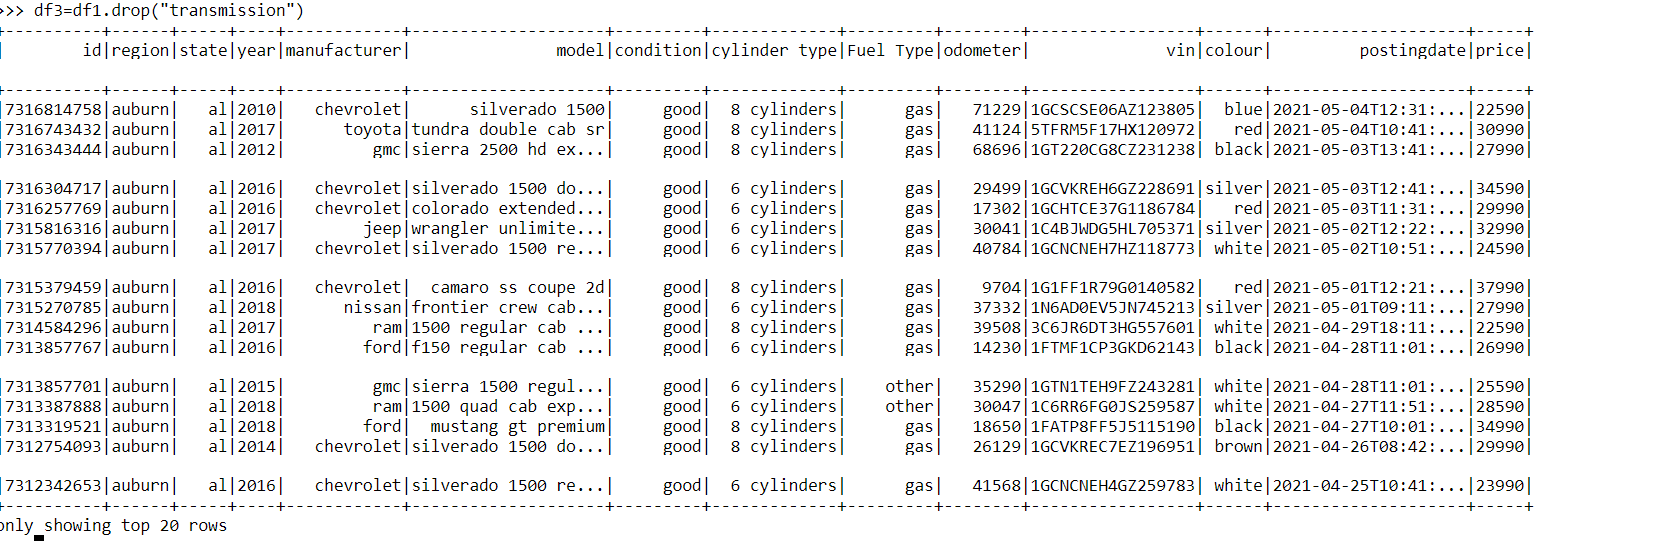 >>> df3=df1.drop("transmission")
+----------+------+-----+----+------------+--------------------+---------+-------------+---------+--------+-----------------+------+--------------------+-----+
| id|region|state|year|manufacturer| model|condition|cylinder type|Fuel Type|odometer| vin|colour| postingdate|price|
+----------+------+-----+----+------------+--------------------+---------+-------------+---------+--------+-----------------+------+--------------------+-----+
|7316814758|auburn| al|2010| chevrolet| silverado 1500| good| 8 cylinders| gas| 71229|1GCSCSE06AZ123805| blue|2021-05-04T12:31:...|22590|
|7316743432|auburn| al|2017| toyota|tundra double cab sr| good| 8 cylinders| gas| 41124|5TFRM5F17HX120972| red|2021-05-04T10:41:...|30990|
|7316343444|auburn| al|2012| gmc|sierra 2500 hd ex...| good| 8 cylinders| gas| 68696|1GT220CG8CZ231238| black|2021-05-03T13:41:...|27990|
|7316304717|auburn| al|2016| chevrolet|silverado 1500 do...| good| 6 cylinders| gas| 29499|1GCVKREH6GZ228691|silver|2021-05-03T12:41:...|34590|
|7316257769|auburn| al|2016| chevrolet|colorado extended...| good| 6 cylinders| gas| 17302|1GCHTCE37G1186784| red|2021-05-03T11:31:...|29990|
|7315816316|auburn| al|2017| jeep|wrangler unlimite...| good| 6 cylinders| gas| 30041|1C4BJWDG5HL705371|silver|2021-05-02T12:22:...|32990|
|7315770394|auburn| al|2017| chevrolet|silverado 1500 re...| good| 6 cylinders| gas| 40784|1GCNCNEH7HZ118773| white|2021-05-02T10:51:...|24590|
|7315379459|auburn| al|2016| chevrolet| camaro ss coupe 2d| good| 8 cylinders| gas| 9704|1G1FF1R79G0140582| red|2021-05-01T12:21:...|37990|
|7315270785|auburn| al|2018| nissan|frontier crew cab...| good| 6 cylinders| gas| 37332|1N6AD0EV5JN745213|silver|2021-05-01T09:11:...|27990|
|7314584296|auburn| al|2017| ram|1500 regular cab ...| good| 8 cylinders| gas| 39508|3C6JR6DT3HG557601| white|2021-04-29T18:11:...|22590|
|7313857767|auburn| al|2016| ford|f150 regular cab ...| good| 6 cylinders| gas| 14230|1FTMF1CP3GKD62143| black|2021-04-28T11:01:...|26990|
|7313857701|auburn| al|2015| gmc|sierra 1500 regul...| good| 6 cylinders| other| 35290|1GTN1TEH9FZ243281| white|2021-04-28T11:01:...|25590|
|7313387888|auburn| al|2018| ram|1500 quad cab exp...| good| 6 cylinders| other| 30047|1C6RR6FG0JS259587| white|2021-04-27T11:51:...|28590|
|7313319521|auburn| al|2018| ford| mustang gt premium| good| 8 cylinders| gas| 18650|1FATP8FF5J5115190| black|2021-04-27T10:01:...|34990|
|7312754093|auburn| al|2014| chevrolet|silverado 1500 do...| good| 8 cylinders| gas| 26129|1GCVKREC7EZ196951| brown|2021-04-26T08:42:...|29990|
|7312342653|auburn| al|2016| chevrolet|silverado 1500 re...| good| 6 cylinders| gas| 41568|1GCNCNEH4GZ259783| white|2021-04-25T10:41:...|23990|
+----------+------+-----+----+------------+--------------------+---------+-------------+---------+--------+-----------------+------+--------------------+-----+
only showing top 20 rows